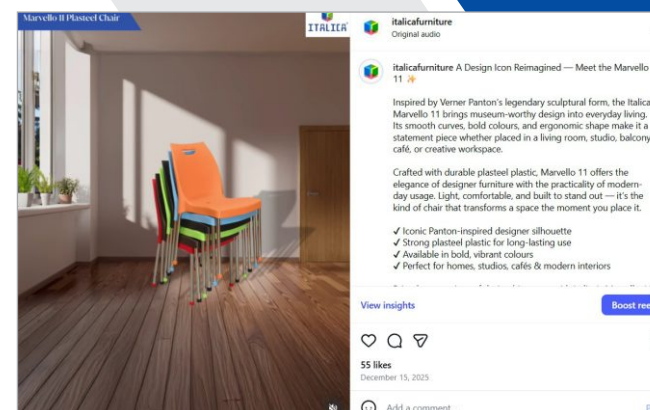 Marvello II Plasteel Chair
ITALICA
italicafurniture
Original audio
italicafurniture A Design Icon Reimagined — Meet the Marvello
11 ✨
Inspired by Verner Panton's legendary sculptural form, the Italica
Marvello 11 brings museum-worthy design into everyday living.
Its smooth curves, bold colours, and ergonomic shape make it a
statement piece whether placed in a living room, studio, balcony
café, or creative workspace.
Crafted with durable plasteel plastic, Marvello 11 offers the
elegance of designer furniture with the practicality of modern-
day usage. Light, comfortable, and built to stand out — it's the
kind of chair that transforms a space the moment you place it.
✓ Iconic Panton-inspired designer silhouette
✓ Strong plasteel plastic for long-lasting use
✓ Available in bold, vibrant colours
✓ Perfect for homes, studios, cafés & modern interiors
View insights
Boost ree
55 likes
December 15, 2025
Add a comment